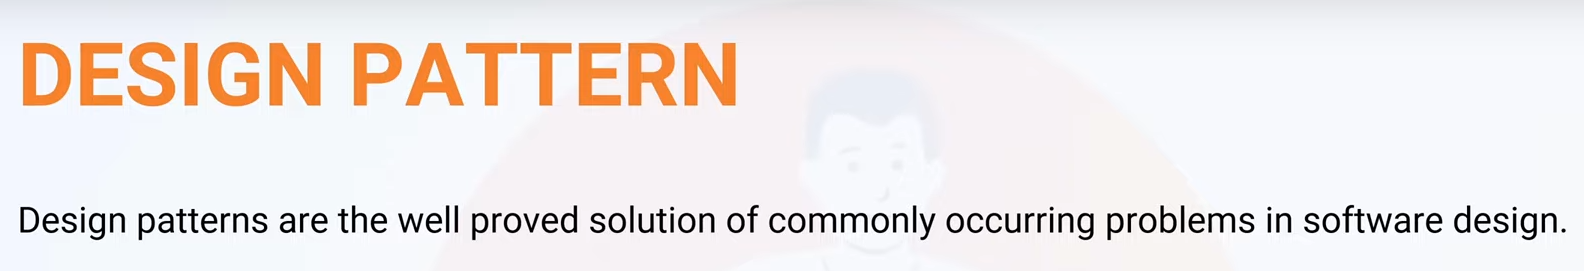 DESIGN PATTERN
Design patterns are the well proved solution of commonly occurring problems in software design.